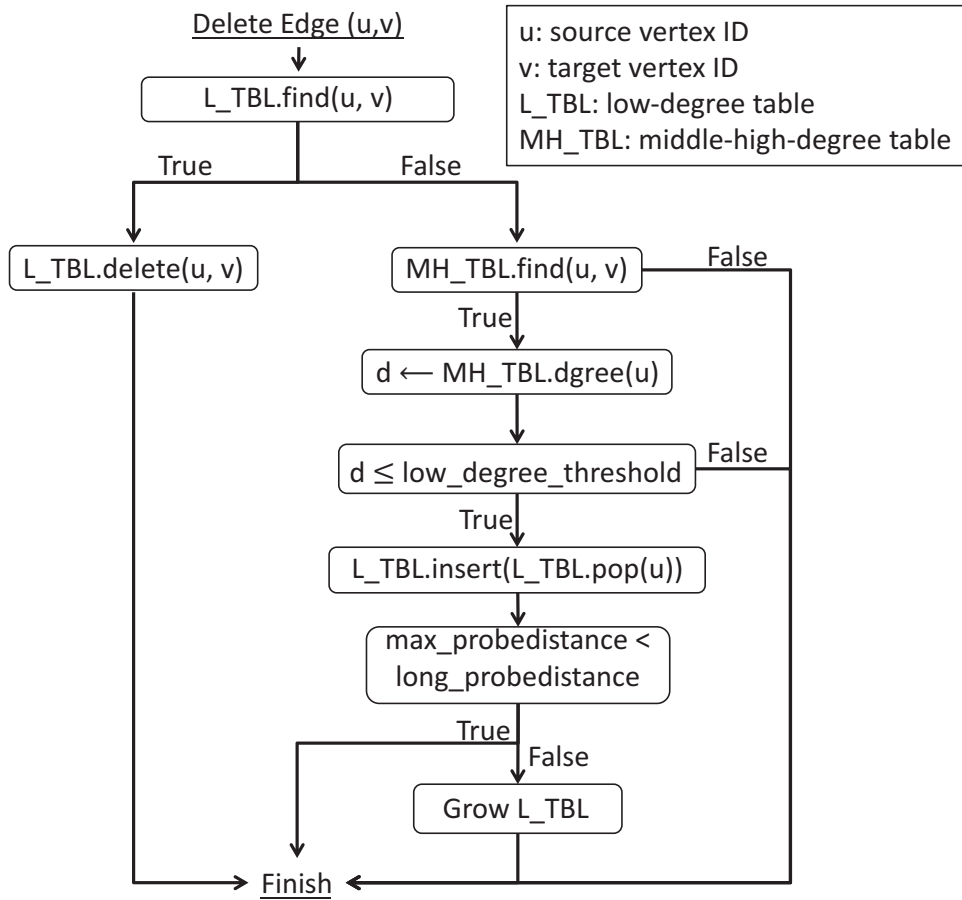 Delete Edge (u,v)
u: source vertex ID
v: target vertex ID
L_TBL: low-degree table
MH_TBL: middle-high-degree table
L_TBL.find(u, v)
True
False
L_TBL.delete(u, v)
MH_TBL.find(u, v)
False
True
d ⟵ MH_TBL.dgree(u)
d ≤ low_degree_threshold
False
True
L_TBL.insert(L_TBL.pop(u))
max_probedistance <
long_probedistance
True
False
Grow L_TBL
Finish